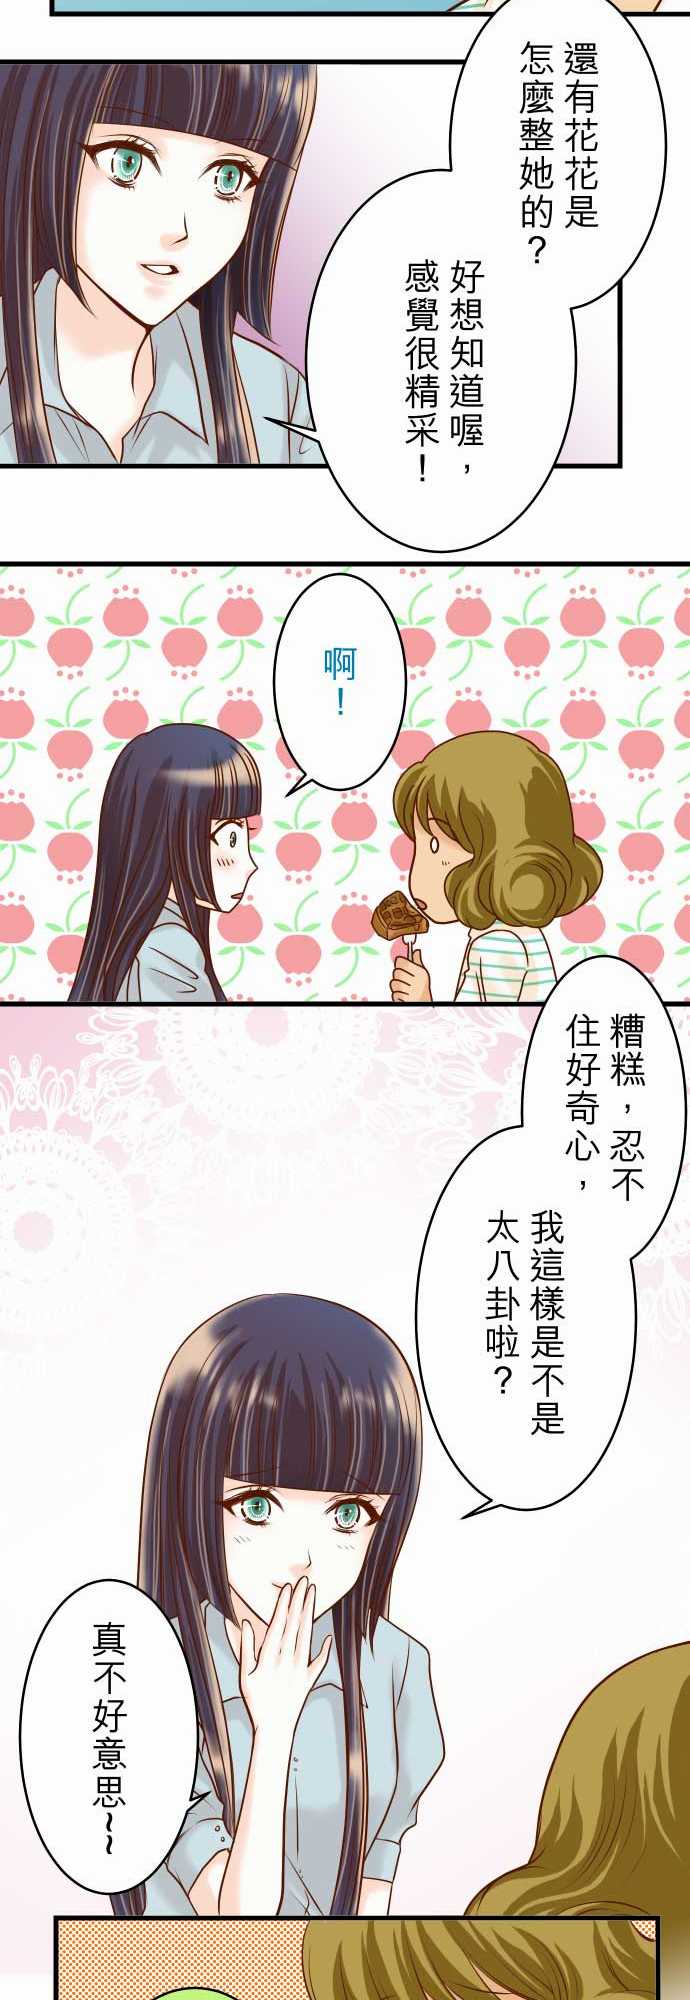 還有花花是
怎麼整她的？
好想知道喔，
感覺很精采！
啊！
糟糕，忍不
住好奇心，
我這樣是不是
太八卦啦？
真不好意思~~